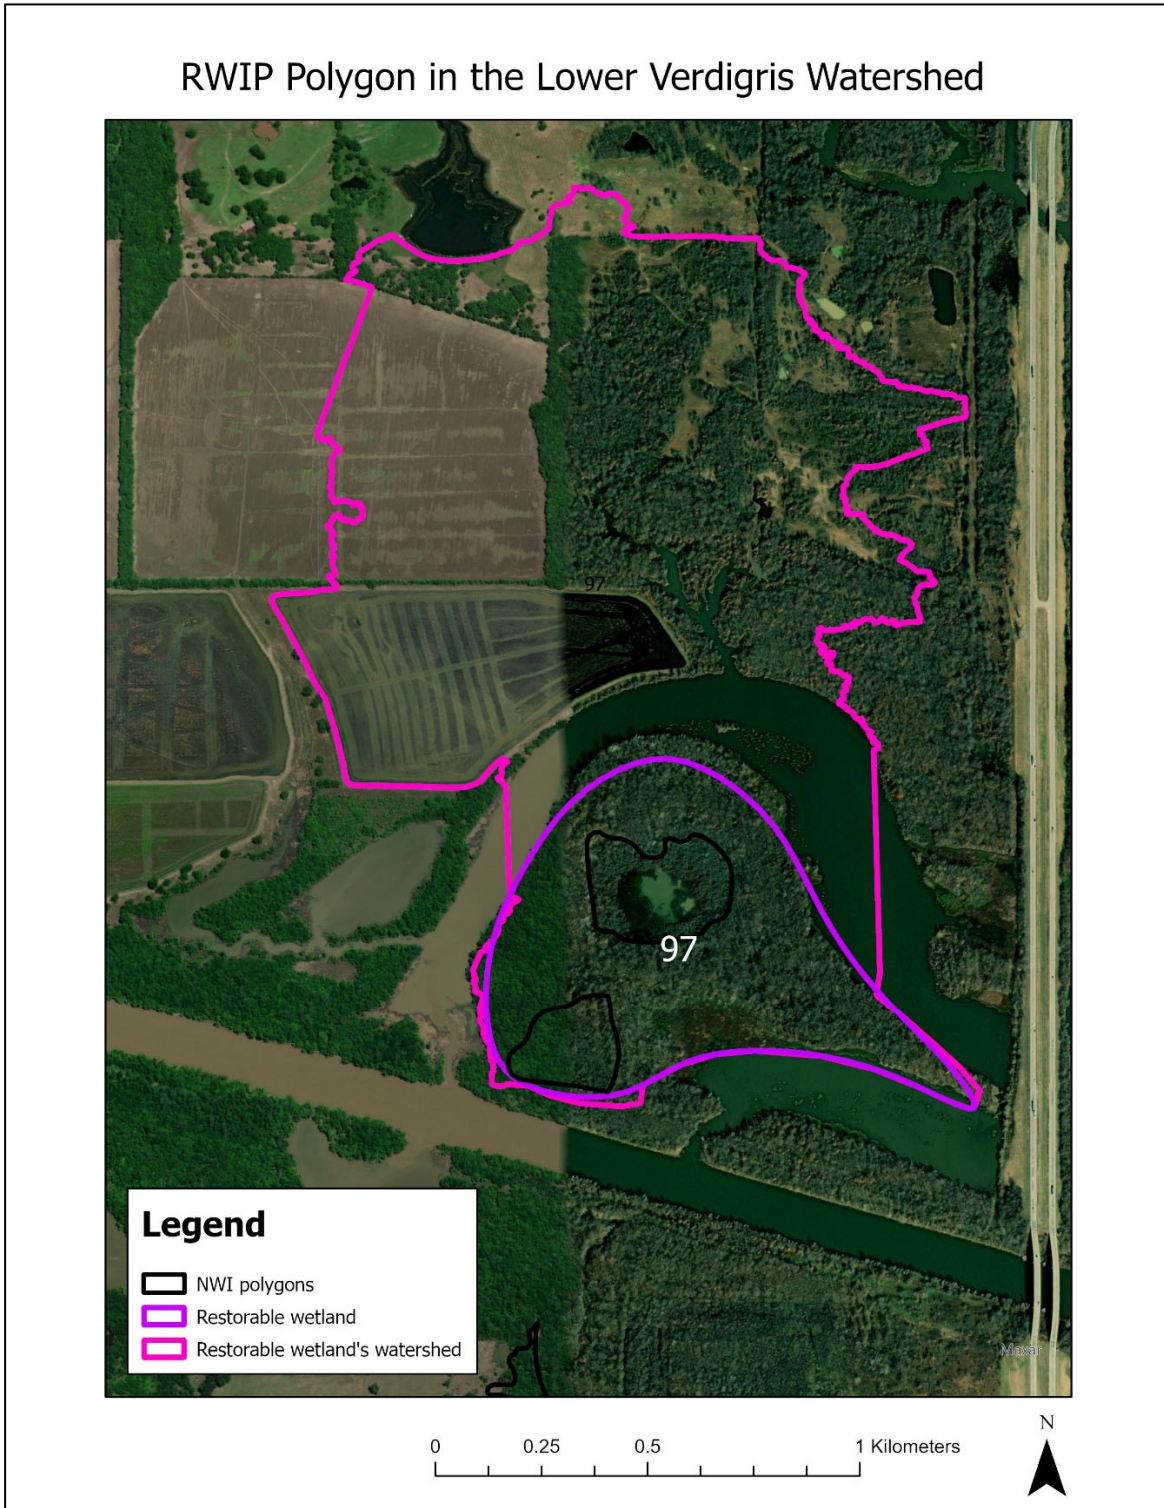 RWIP Polygon in the Lower Verdigris Watershed
97
97
Legend
NWI polygons
Restorable wetland
Restorable wetland's watershed
Maxar
0 0.25 0.5 1 Kilometers
N